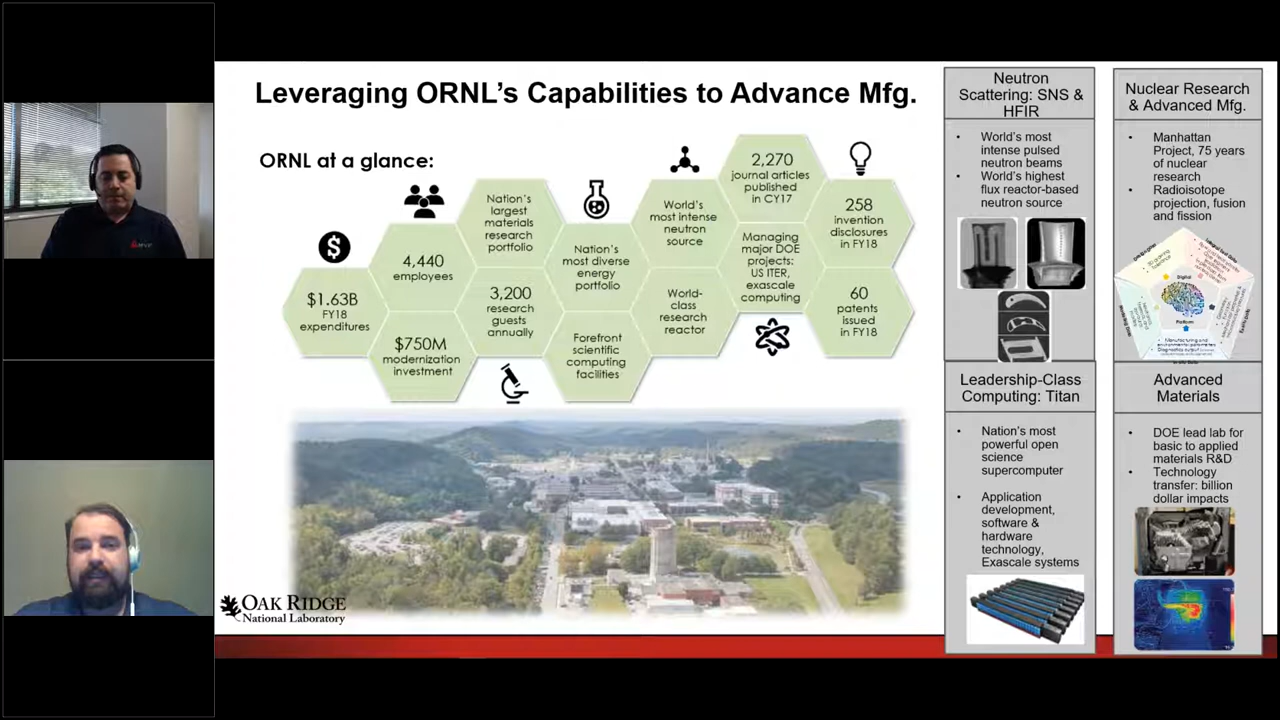 Leveraging ORNL's Capabilities to Advance Mfg.
ORNL at a glance:
$1.63B
FY18
expenditures
4,440
employees
$750M
modernization
investment
Nation's
largest
materials
research
portfolio
3,200
research
guests
annually
Nation's
most diverse
energy
portfolio
Forefront
scientific
computing
facilities
World's
most intense
neutron
source
World-
class
research
reactor
2,270
journal articles
published
in CY17
Managing
major DOE
projects:
US ITER,
exascale
computing
258
invention
disclosures
in FY18
60
patents
issued
in FY18
OAK RIDGE
National Laboratory
Neutron
Scattering: SNS &
HFIR
• World's most
intense pulsed
neutron beams
• World's highest
flux reactor-based
neutron source
Nuclear Research
& Advanced Mfg.
• Manhattan
Project, 75 years
of nuclear
research
• Radioisotope
projection, fusion
and fission
Digital
Platform
Leadership-Class
Computing: Titan
• Nation's most
powerful open
science
supercomputer
• Application
development,
software &
hardware
technology,
Exascale systems
Advanced
Materials
• DOE lead lab for
basic to applied
materials R&D
• Technology
transfer: billion
dollar impacts